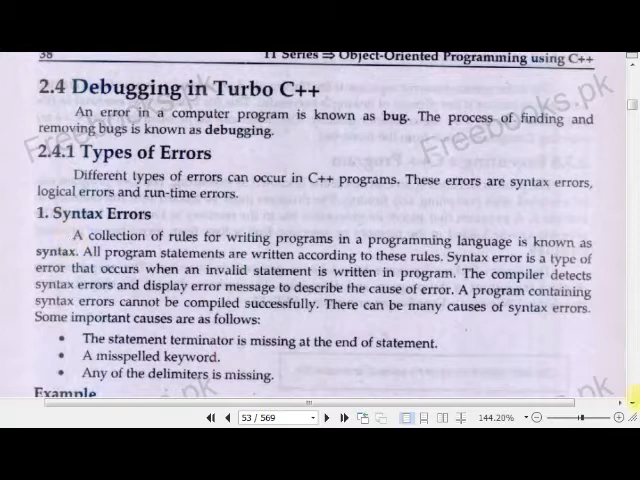 38 IT Series ⇒ Object-Oriented Programming using C++
2.4 Debugging in Turbo C++
An error in a computer program is known as bug. The process of finding and
removing bugs is known as debugging.
2.4.1 Types of Errors
Different types of errors can occur in C++ programs. These errors are syntax errors,
logical errors and run-time errors.
1. Syntax Errors
A collection of rules for writing programs in a programming language is known as
syntax. All program statements are written according to these rules. Syntax error is a type of
error that occurs when an invalid statement is written in program. The compiler detects
syntax errors and display error message to describe the cause of error. A program containing
syntax errors cannot be compiled successfully. There can be many causes of syntax errors.
Some important causes are as follows:
• The statement terminator is missing at the end of statement.
• A misspelled keyword.
• Any of the delimiters is missing.
Example
Freebooks.pk
Freebooks.pk
53 / 569
144.20%